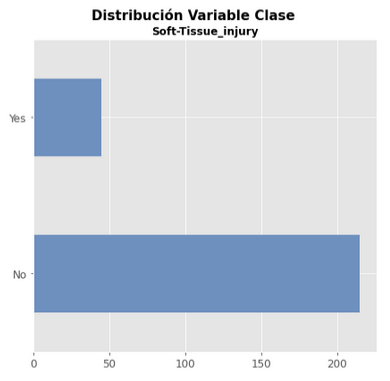 Distribución Variable Clase
Soft-Tissue_injury
Yes
No
0 50 100 150 200